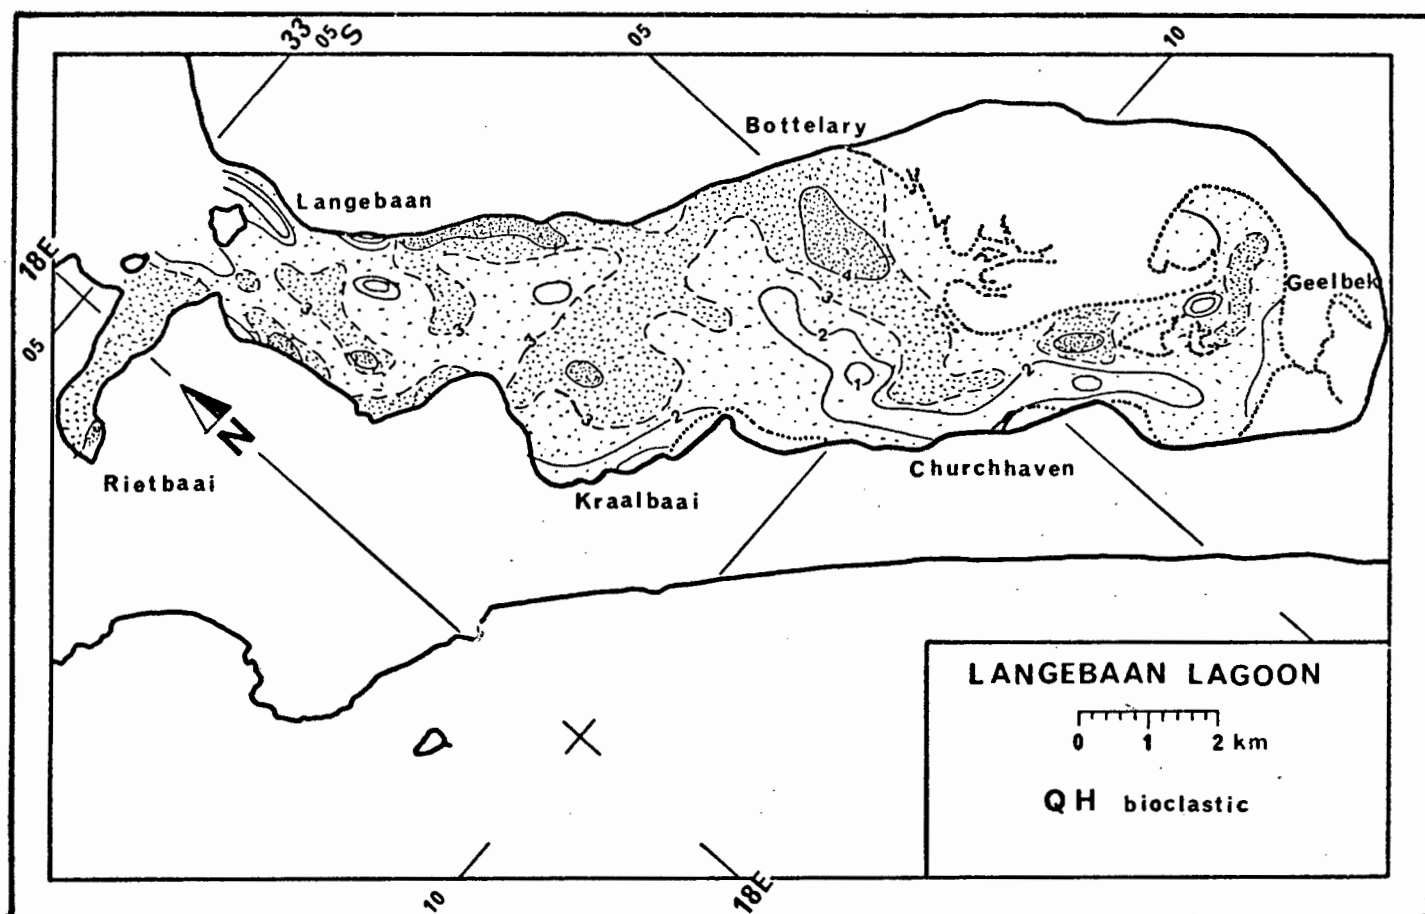 33 05 S
05
10
Bottelary
Langebaan
18E
Geelbek
3
3
4
3
3
2
05
1
2
3
2
N
Churchhaven
Rietbaai
Kraalbaai
LANGEBAAN LAGOON
0 1 2 km
QH bioclastic
10
18E